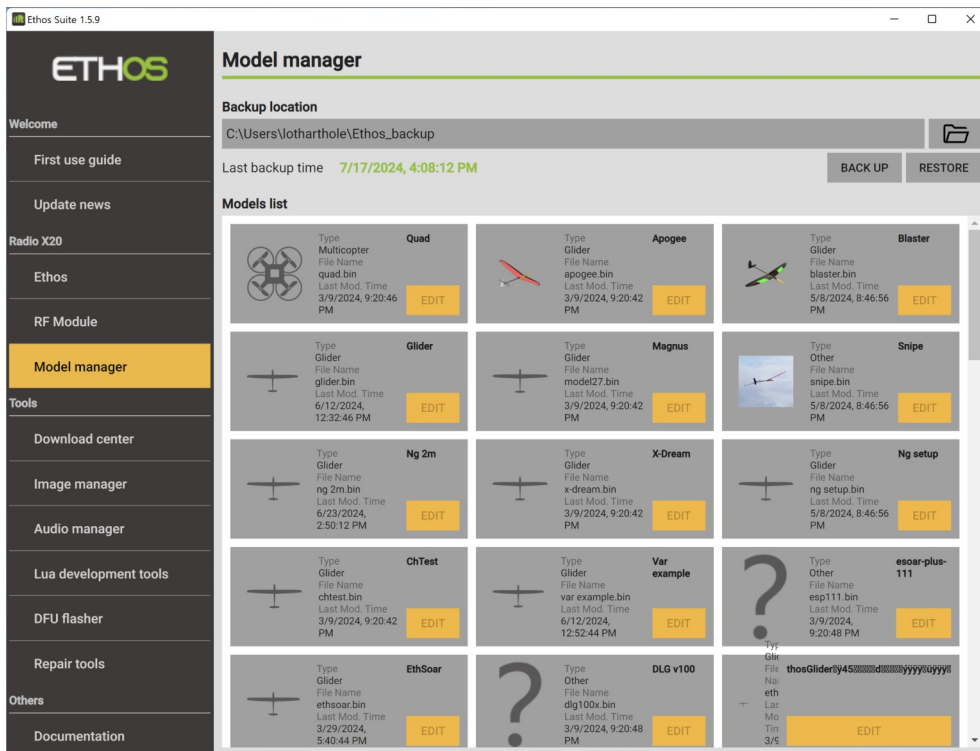 Ethos Suite 1.5.9
ETHOS
Welcome
First use guide
Update news
Radio X20
Ethos
RF Module
Model manager
Tools
Download center
Image manager
Audio manager
Lua development tools
DFU flasher
Repair tools
Others
Documentation
Model manager
Backup location
C:\Users\lotharthole\Ethos_backup
Last backup time 7/17/2024, 4:08:12 PM
BACK UP
RESTORE
Models list
Type
Multicopter
File Name
quad.bin
Last Mod. Time
3/9/2024, 9:20:46
PM
Quad
EDIT
Type
Glider
File Name
apogee.bin
Last Mod. Time
3/9/2024, 9:20:42
PM
Apogee
EDIT
Type
Glider
File Name
blaster.bin
Last Mod. Time
5/8/2024, 8:46:56
PM
Blaster
EDIT
Type
Glider
File Name
glider.bin
Last Mod. Time
6/12/2024,
12:32:46 PM
Glider
EDIT
Type
Glider
File Name
model27.bin
Last Mod. Time
3/9/2024, 9:20:42
PM
Magnus
EDIT
Type
Other
File Name
snipe.bin
Last Mod. Time
5/8/2024, 8:46:56
PM
Snipe
EDIT
Type
Glider
File Name
ng 2m.bin
Last Mod. Time
6/23/2024,
2:50:12 PM
Ng 2m
EDIT
Type
Glider
File Name
x-dream.bin
Last Mod. Time
3/9/2024, 9:20:42
PM
X-Dream
EDIT
Type
Glider
File Name
ng setup.bin
Last Mod. Time
5/8/2024, 8:46:56
PM
Ng setup
EDIT
Type
Glider
File Name
chtest.bin
Last Mod. Time
3/9/2024, 9:20:42
PM
ChTest
EDIT
Type
Glider
File Name
var example.bin
Last Mod. Time
6/12/2024,
12:52:44 PM
Var
example
EDIT
Type
Other
File Name
esp111.bin
Last Mod. Time
3/9/2024,
9:20:48 PM
esoar-plus-
111
EDIT
Type
Glider
File Name
ethsoar.bin
Last Mod. Time
3/29/2024,
5:40:44 PM
EthSoar
EDIT
Type
Other
File Name
dlg100x.bin
Last Mod. Time
3/9/2024, 9:20:48
PM
DLG v100
EDIT
File
eth
Mo
3/9
EDIT